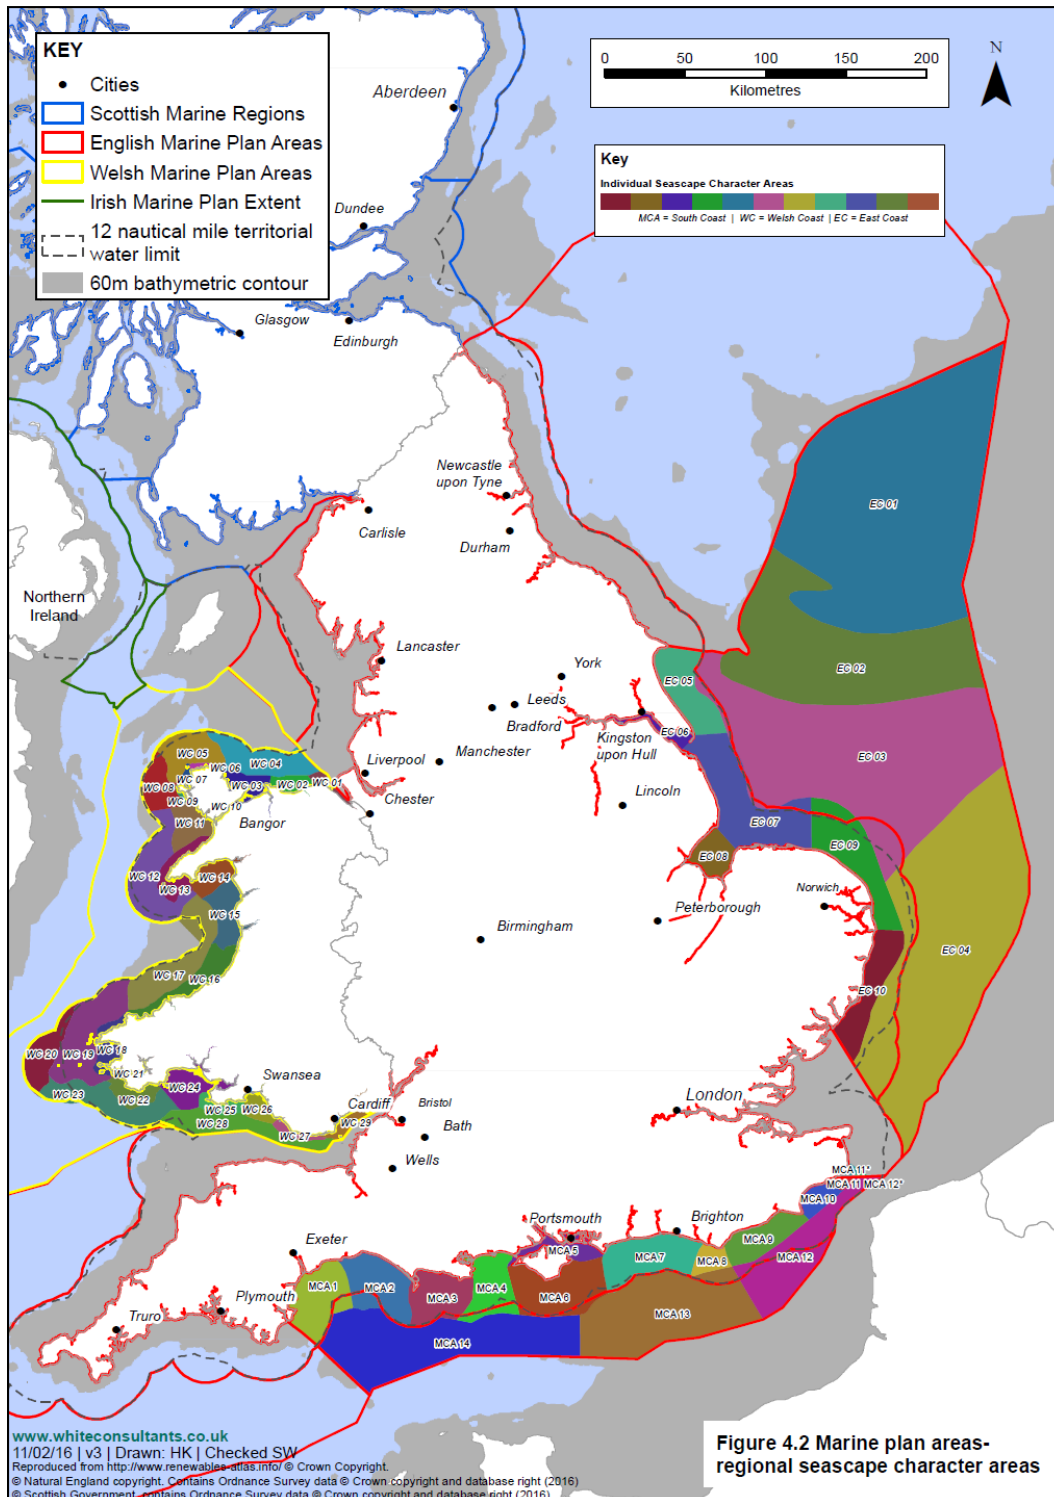 KEY
Cities
Scottish Marine Regions
English Marine Plan Areas
Welsh Marine Plan Areas
Irish Marine Plan Extent
12 nautical mile territorial
water limit
60m bathymetric contour
0 50 100 150 200
Kilometres
N
Key
Individual Seascape Character Areas
MCA = South Coast | WC = Welsh Coast | EC = East Coast
Aberdeen
Dundee
Glasgow
Edinburgh
Newcastle
upon Tyne
Carlisle
Durham
Northern
Ireland
Lancaster
York
Leeds
Bradford
Kingston
upon Hull
Manchester
Liverpool
Chester
Lincoln
Bangor
Norwich
Peterborough
Birmingham
Swansea
Cardiff
Bristol
Bath
Wells
London
Portsmouth
Brighton
Exeter
Plymouth
Truro
EC 01
EC 02
EC 03
EC 04
EC 05
EC 06
EC 07
EC 08
EC 09
EC 10
WC 01
WC 02
WC 03
WC 04
WC 05
WC 06
WC 07
WC 08
WC 09
WC 10
WC 11
WC 12
WC 13
WC 14
WC 15
WC 16
WC 17
WC 18
WC 19
WC 20
WC 21
WC 22
WC 23
WC 24
WC 25
WC 26
WC 27
WC 28
WC 29
MCA 1
MCA 2
MCA 3
MCA 4
MCA 5
MCA 6
MCA 7
MCA 8
MCA 9
MCA 10
MCA 11*
MCA 11
MCA 12*
MCA 12
MCA 13
MCA 14
www.whiteconsultants.co.uk
11/02/16 | v3 | Drawn: HK | Checked SW
Reproduced from http://www.renewables-atlas.info/ © Crown Copyright.
© Natural England copyright. Contains Ordnance Survey data © Crown copyright and database right (2016)
© Scottish Government, contains Ordnance Survey data © Crown copyright and database right (2016)
Figure 4.2 Marine plan areas-
regional seascape character areas